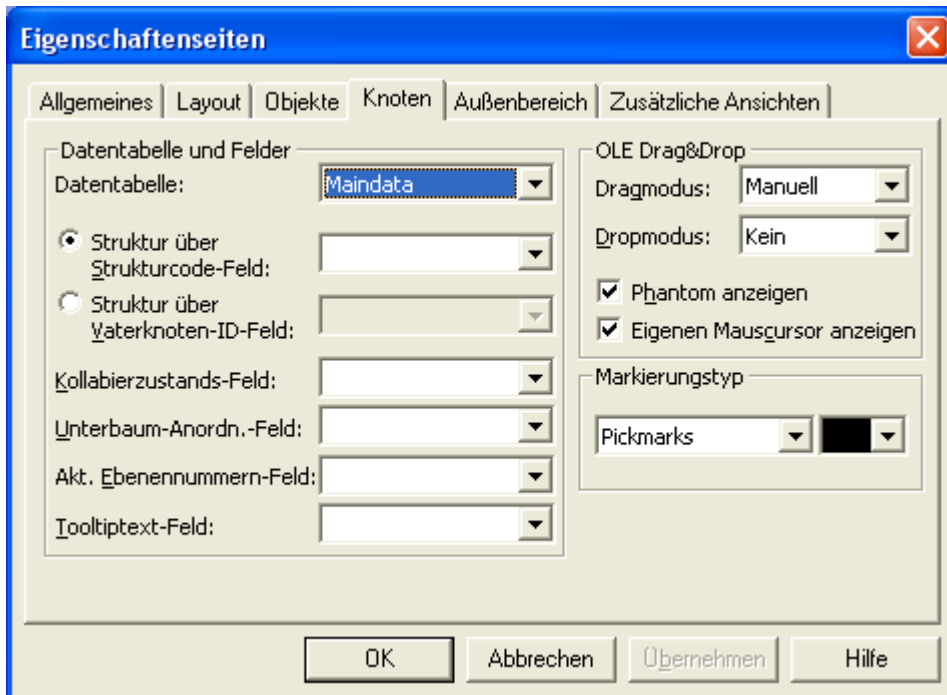 Eigenschaftenseiten
Allgemeines Layout Objekte Knoten Außenbereich Zusätzliche Ansichten
Datentabelle und Felder
Datentabelle: Maindata
Struktur über
Strukturcode-Feld:
Struktur über
Vaterknoten-ID-Feld:
Kollabierzustands-Feld:
Unterbaum-Anordn.-Feld:
Akt. Ebenennummern-Feld:
Tooltiptext-Feld:
OLE Drag&Drop
Dragmodus: Manuell
Dropmodus: Kein
Phantom anzeigen
Eigenen Mauscursor anzeigen
Markierungstyp
Pickmarks
OK Abbrechen Übernehmen Hilfe